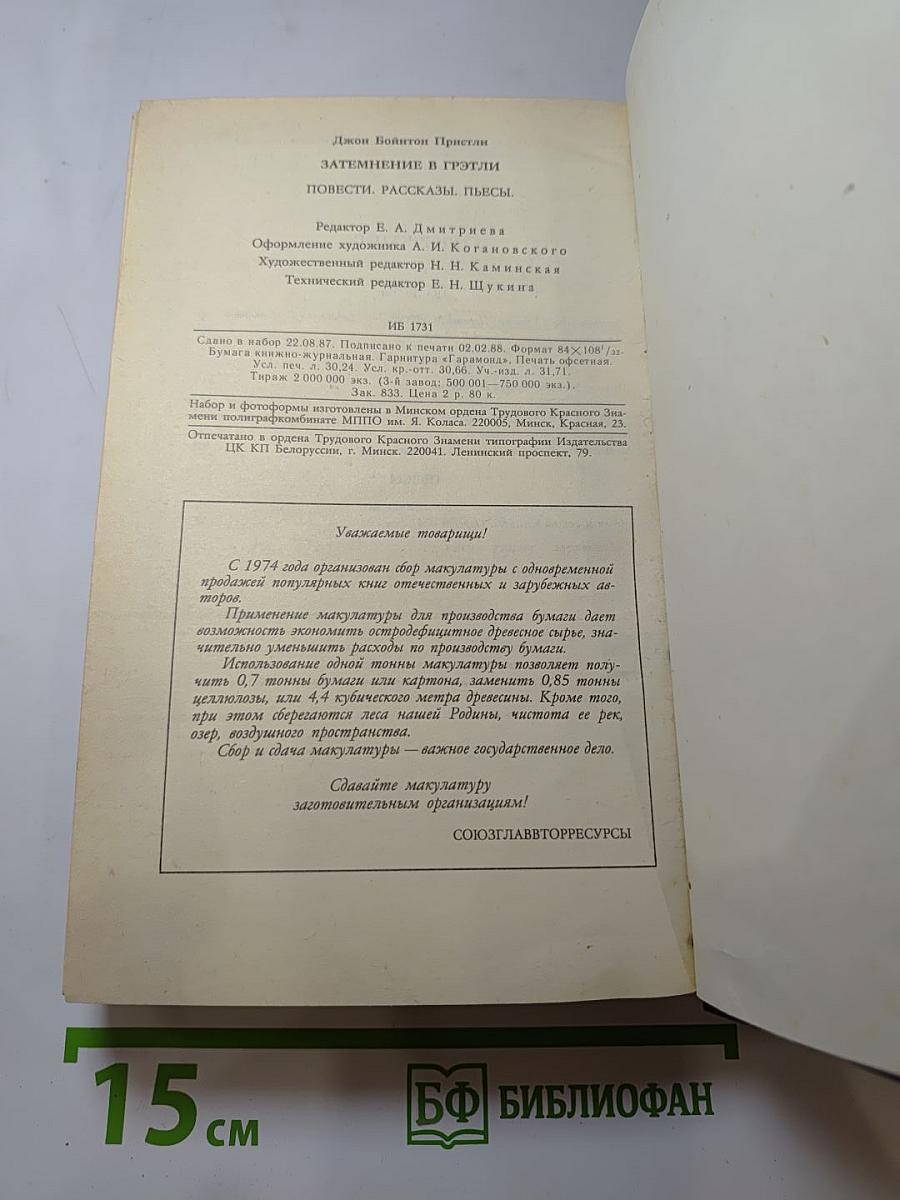 Джон Бойнтон Пристли
ЗАТЕМНЕНИЕ В ГРЭТЛИ
ПОВЕСТИ. РАССКАЗЫ. ПЬЕСЫ.
Редактор Е. А. Дмитриева
Оформление художника А. И. Когановского
Художественный редактор Н. Н. Каминская
Технический редактор Е. Н. Щукина
ИБ 1731
Сдано в набор 22.08.87. Подписано к печати 02.02.88. Формат 84×108¹/₃₂.
Бумага книжно-журнальная. Гарнитура «Гарамонд». Печать офсетная.
Усл. печ. л. 30,24. Усл. кр.-отт. 30,66. Уч.-изд. л. 31,71.
Тираж 2 000 000 экз. (3-й завод: 500 001—750 000 экз.).
Зак. 833. Цена 2 р. 80 к.
Набор и фотоформы изготовлены в Минском ордена Трудового Красного Зна-
мени полиграфкомбинате МППО им. Я. Коласа. 220005, Минск, Красная, 23.
Отпечатано в ордена Трудового Красного Знамени типографии Издательства
ЦК КП Белоруссии, г. Минск. 220041. Ленинский проспект, 79.
Уважаемые товарищи!
С 1974 года организован сбор макулатуры с одновременной
продажей популярных книг отечественных и зарубежных ав-
торов.
Применение макулатуры для производства бумаги дает
возможность экономить остродефицитное древесное сырье, зна-
чительно уменьшить расходы по производству бумаги.
Использование одной тонны макулатуры позволяет полу-
чить 0,7 тонны бумаги или картона, заменить 0,85 тонны
целлюлозы, или 4,4 кубического метра древесины. Кроме того,
при этом сберегаются леса нашей Родины, чистота ее рек,
озер, воздушного пространства.
Сбор и сдача макулатуры — важное государственное дело.
Сдавайте макулатуру
заготовительным организациям!
СОЮЗГЛАВВТОРРЕСУРСЫ
15 см
БФ БИБЛИОФАН